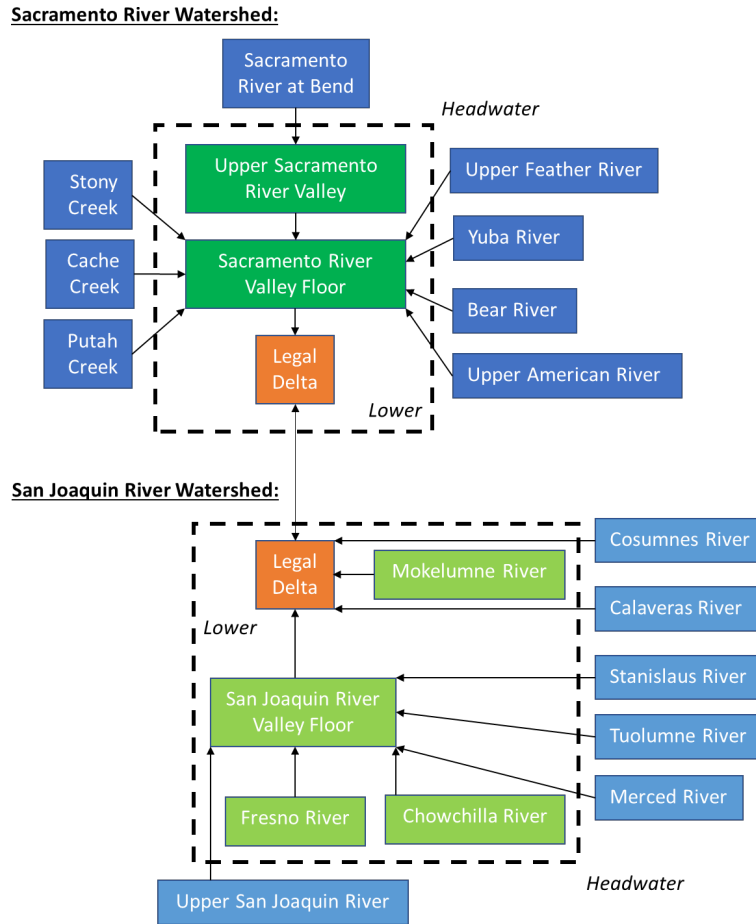 Sacramento River Watershed:
Sacramento
River at Bend
Headwater
Upper Sacramento
River Valley
Stony
Creek
Upper Feather River
Yuba River
Cache
Creek
Sacramento River
Valley Floor
Bear River
Putah
Creek
Legal
Delta
Upper American River
Lower
San Joaquin River Watershed:
Cosumnes River
Legal
Delta
Mokelumne River
Calaveras River
Lower
Stanislaus River
San Joaquin River
Valley Floor
Tuolumne River
Merced River
Fresno River
Chowchilla River
Upper San Joaquin River
Headwater